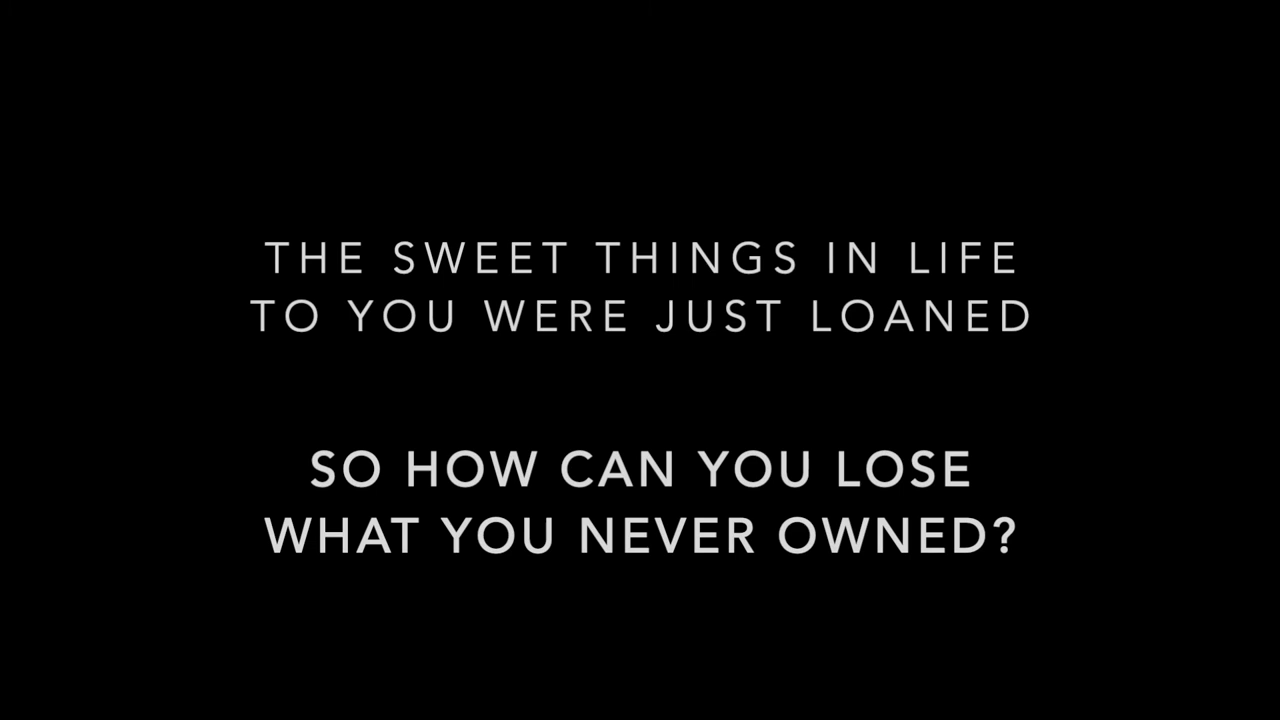 THE SWEET THINGS IN LIFE
TO YOU WERE JUST LOANED
SO HOW CAN YOU LOSE
WHAT YOU NEVER OWNED?